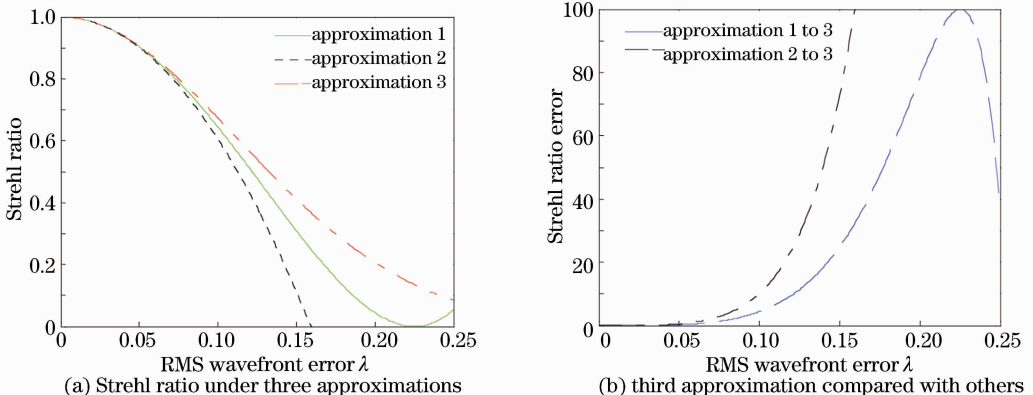 1.0
0.8
0.6
0.4
0.2
0
0 0.05 0.10 0.15 0.20 0.25
Strehl ratio
RMS wavefront error λ
approximation 1
approximation 2
approximation 3
(a) Strehl ratio under three approximations
100
80
60
40
20
0
0 0.05 0.10 0.15 0.20 0.25
Strehl ratio error
RMS wavefront error λ
approximation 1 to 3
approximation 2 to 3
(b) third approximation compared with others